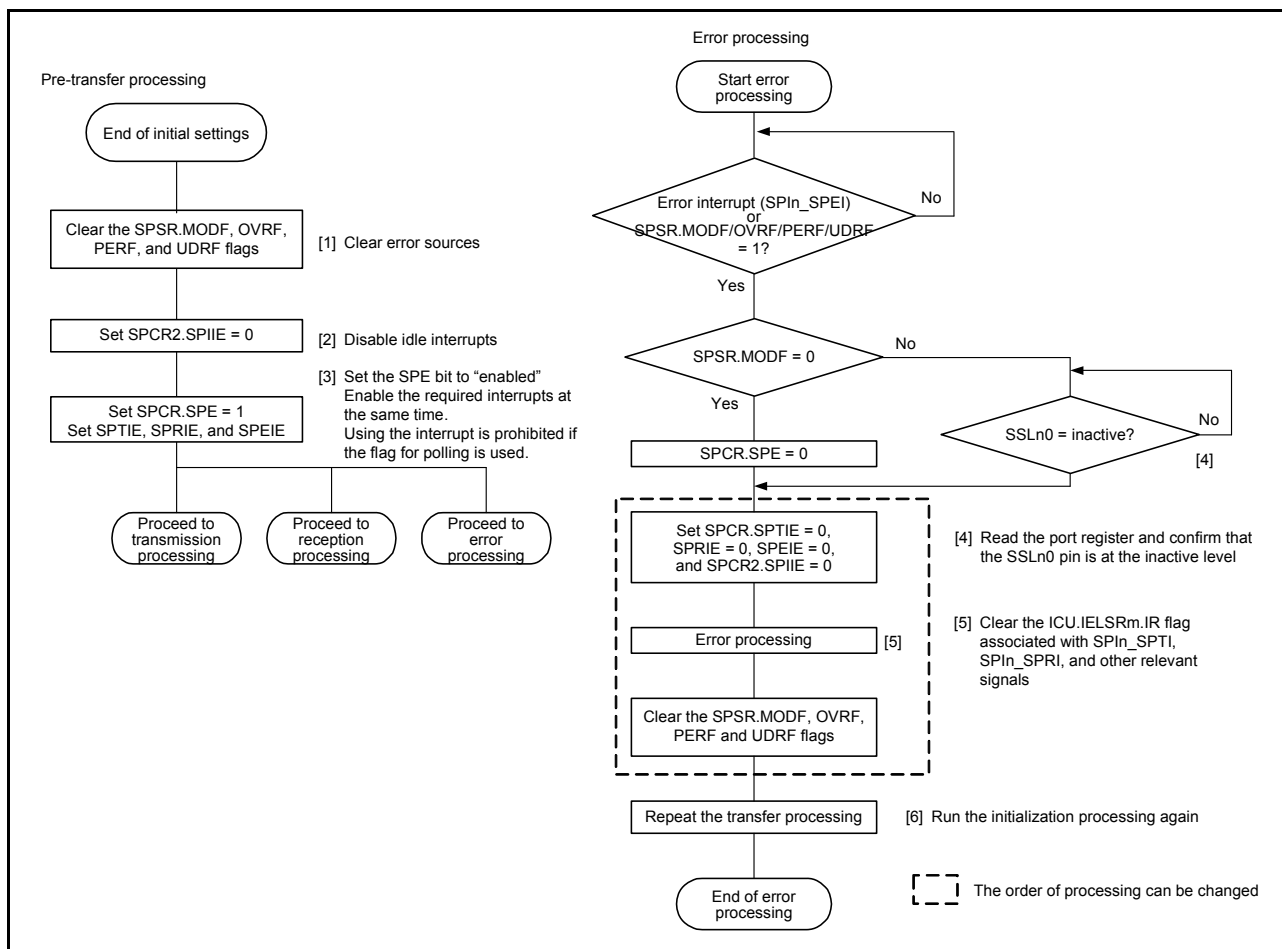 Pre-transfer processing
End of initial settings
Clear the SPSR.MODF, OVRF,
PERF, and UDRF flags
[1] Clear error sources
Set SPCR2.SPIIE = 0
[2] Disable idle interrupts
[3] Set the SPE bit to “enabled”
Enable the required interrupts at
the same time.
Using the interrupt is prohibited if
the flag for polling is used.
Set SPCR.SPE = 1
Set SPTIE, SPRIE, and SPEIE
Proceed to
transmission
processing
Proceed to
reception
processing
Proceed to
error
processing
Error processing
Start error
processing
Error interrupt (SPIn_SPEI)
or
SPSR.MODF/OVRF/PERF/UDRF
= 1?
No
Yes
SPSR.MODF = 0
No
Yes
SSLn0 = inactive?
No
[4]
SPCR.SPE = 0
Set SPCR.SPTIE = 0,
SPRIE = 0, SPEIE = 0,
and SPCR2.SPIIE = 0
[4] Read the port register and confirm that
the SSLn0 pin is at the inactive level
Error processing
[5]
[5] Clear the ICU.IELSRm.IR flag
associated with SPIn_SPTI,
SPIn_SPRI, and other relevant
signals
Clear the SPSR.MODF, OVRF,
PERF and UDRF flags
Repeat the transfer processing
[6] Run the initialization processing again
End of error
processing
The order of processing can be changed